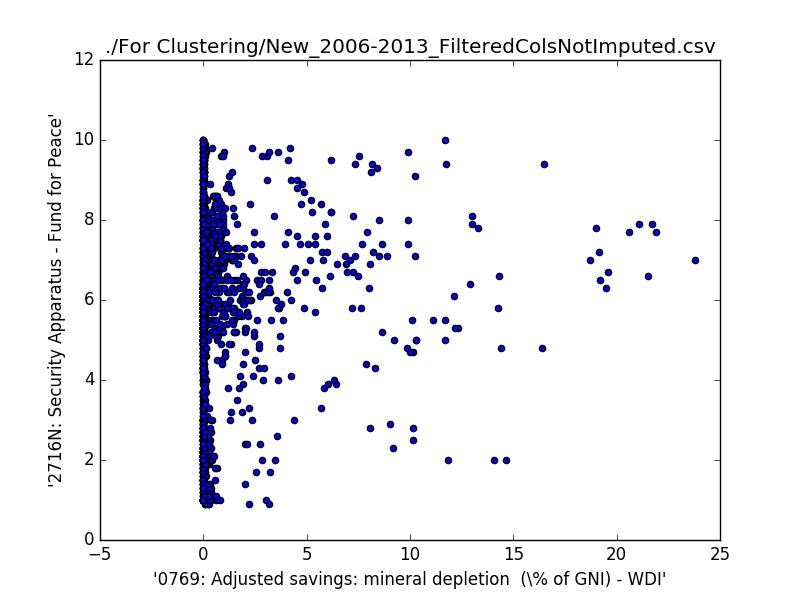 ./For Clustering/New_2006-2013_FilteredColsNotImputed.csv
12
10
8
6
4
2
0
'2716N: Security Apparatus - Fund for Peace'
−5 0 5 10 15 20 25
'0769: Adjusted savings: mineral depletion  (\% of GNI) - WDI'